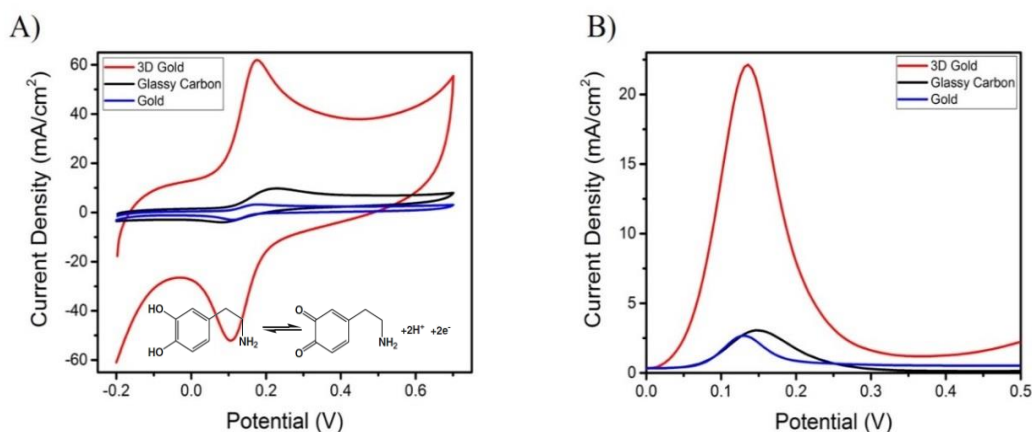 A)
3D Gold
Glassy Carbon
Gold
Current Density (mA/cm²)
60
40
20
0
-20
-40
-60
HO
HO
NH₂
O
O
NH₂
+2H⁺ +2e⁻
-0.2 0.0 0.2 0.4 0.6
Potential (V)
B)
3D Gold
Glassy Carbon
Gold
Current Density (mA/cm²)
20
15
10
5
0
0.0 0.1 0.2 0.3 0.4 0.5
Potential (V)